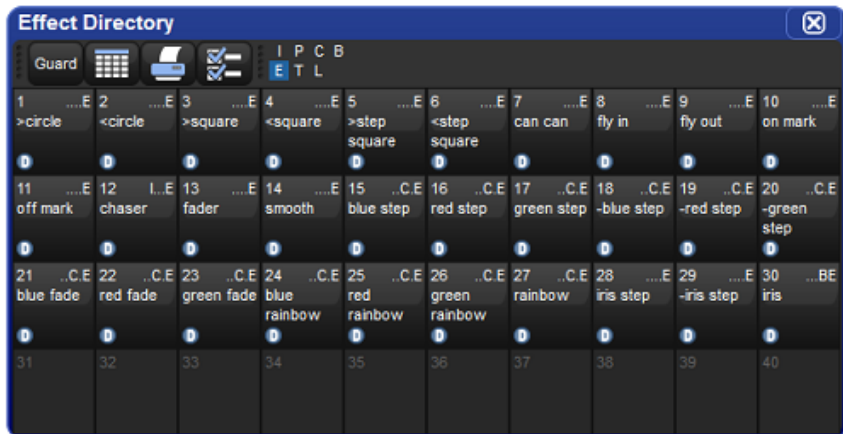 Effect Directory
Guard
I P C B
E T L
1 ....E 2 ....E 3 ....E 4 ....E 5 ....E 6 ....E 7 ....E 8 ....E 9 ....E 10 ....E
>circle <circle >square <square >step square <step square can can fly in fly out on mark
D D D D D D D D D D
11 ....E 12 I...E 13 ....E 14 ....E 15 ..C.E 16 ..C.E 17 ..C.E 18 ..C.E 19 ..C.E 20 ..C.E
off mark chaser fader smooth blue step red step green step -blue step -red step -green step
D D D D D D D D D D
21 ..C.E 22 ..C.E 23 ..C.E 24 ..C.E 25 ..C.E 26 ..C.E 27 ..C.E 28 ....E 29 ....E 30 ...BE
blue fade red fade green fade blue rainbow red rainbow green rainbow rainbow iris step -iris step iris
D D D D D D D D D D
31 32 33 34 35 36 37 38 39 40